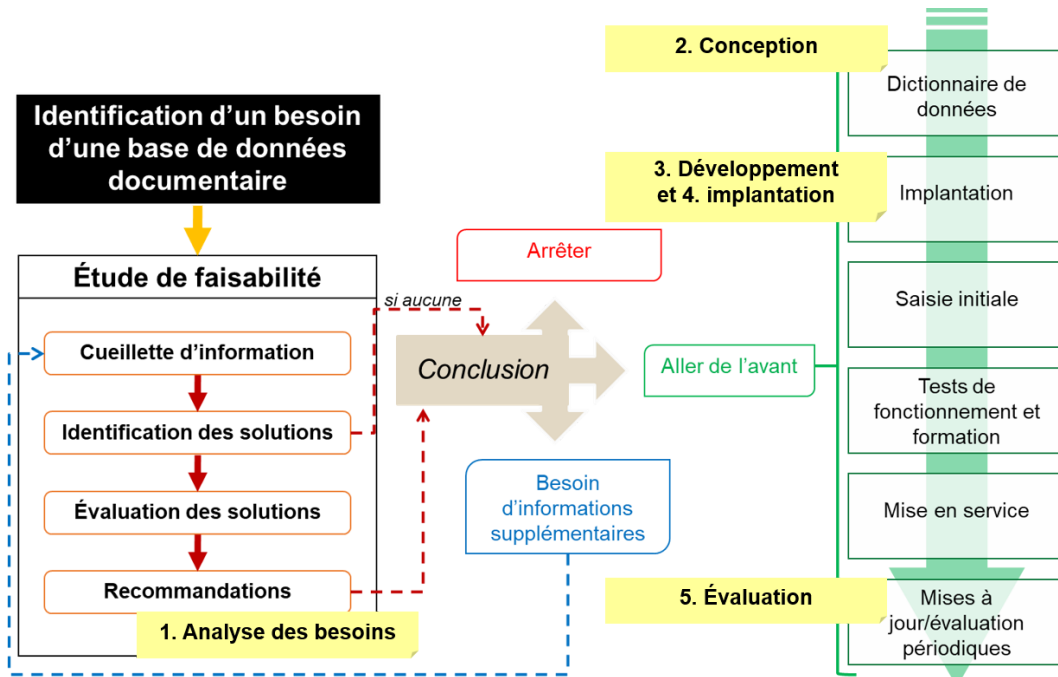 Identification d’un besoin
d’une base de données
documentaire
Étude de faisabilité
Cueillette d’information
Identification des solutions
Évaluation des solutions
Recommandations
1. Analyse des besoins
si aucune
Conclusion
Arrêter
Aller de l’avant
Besoin
d’informations
supplémentaires
2. Conception
Dictionnaire de
données
3. Développement
et 4. implantation
Implantation
Saisie initiale
Tests de
fonctionnement et
formation
Mise en service
5. Évaluation
Mises à
jour/évaluation
périodiques